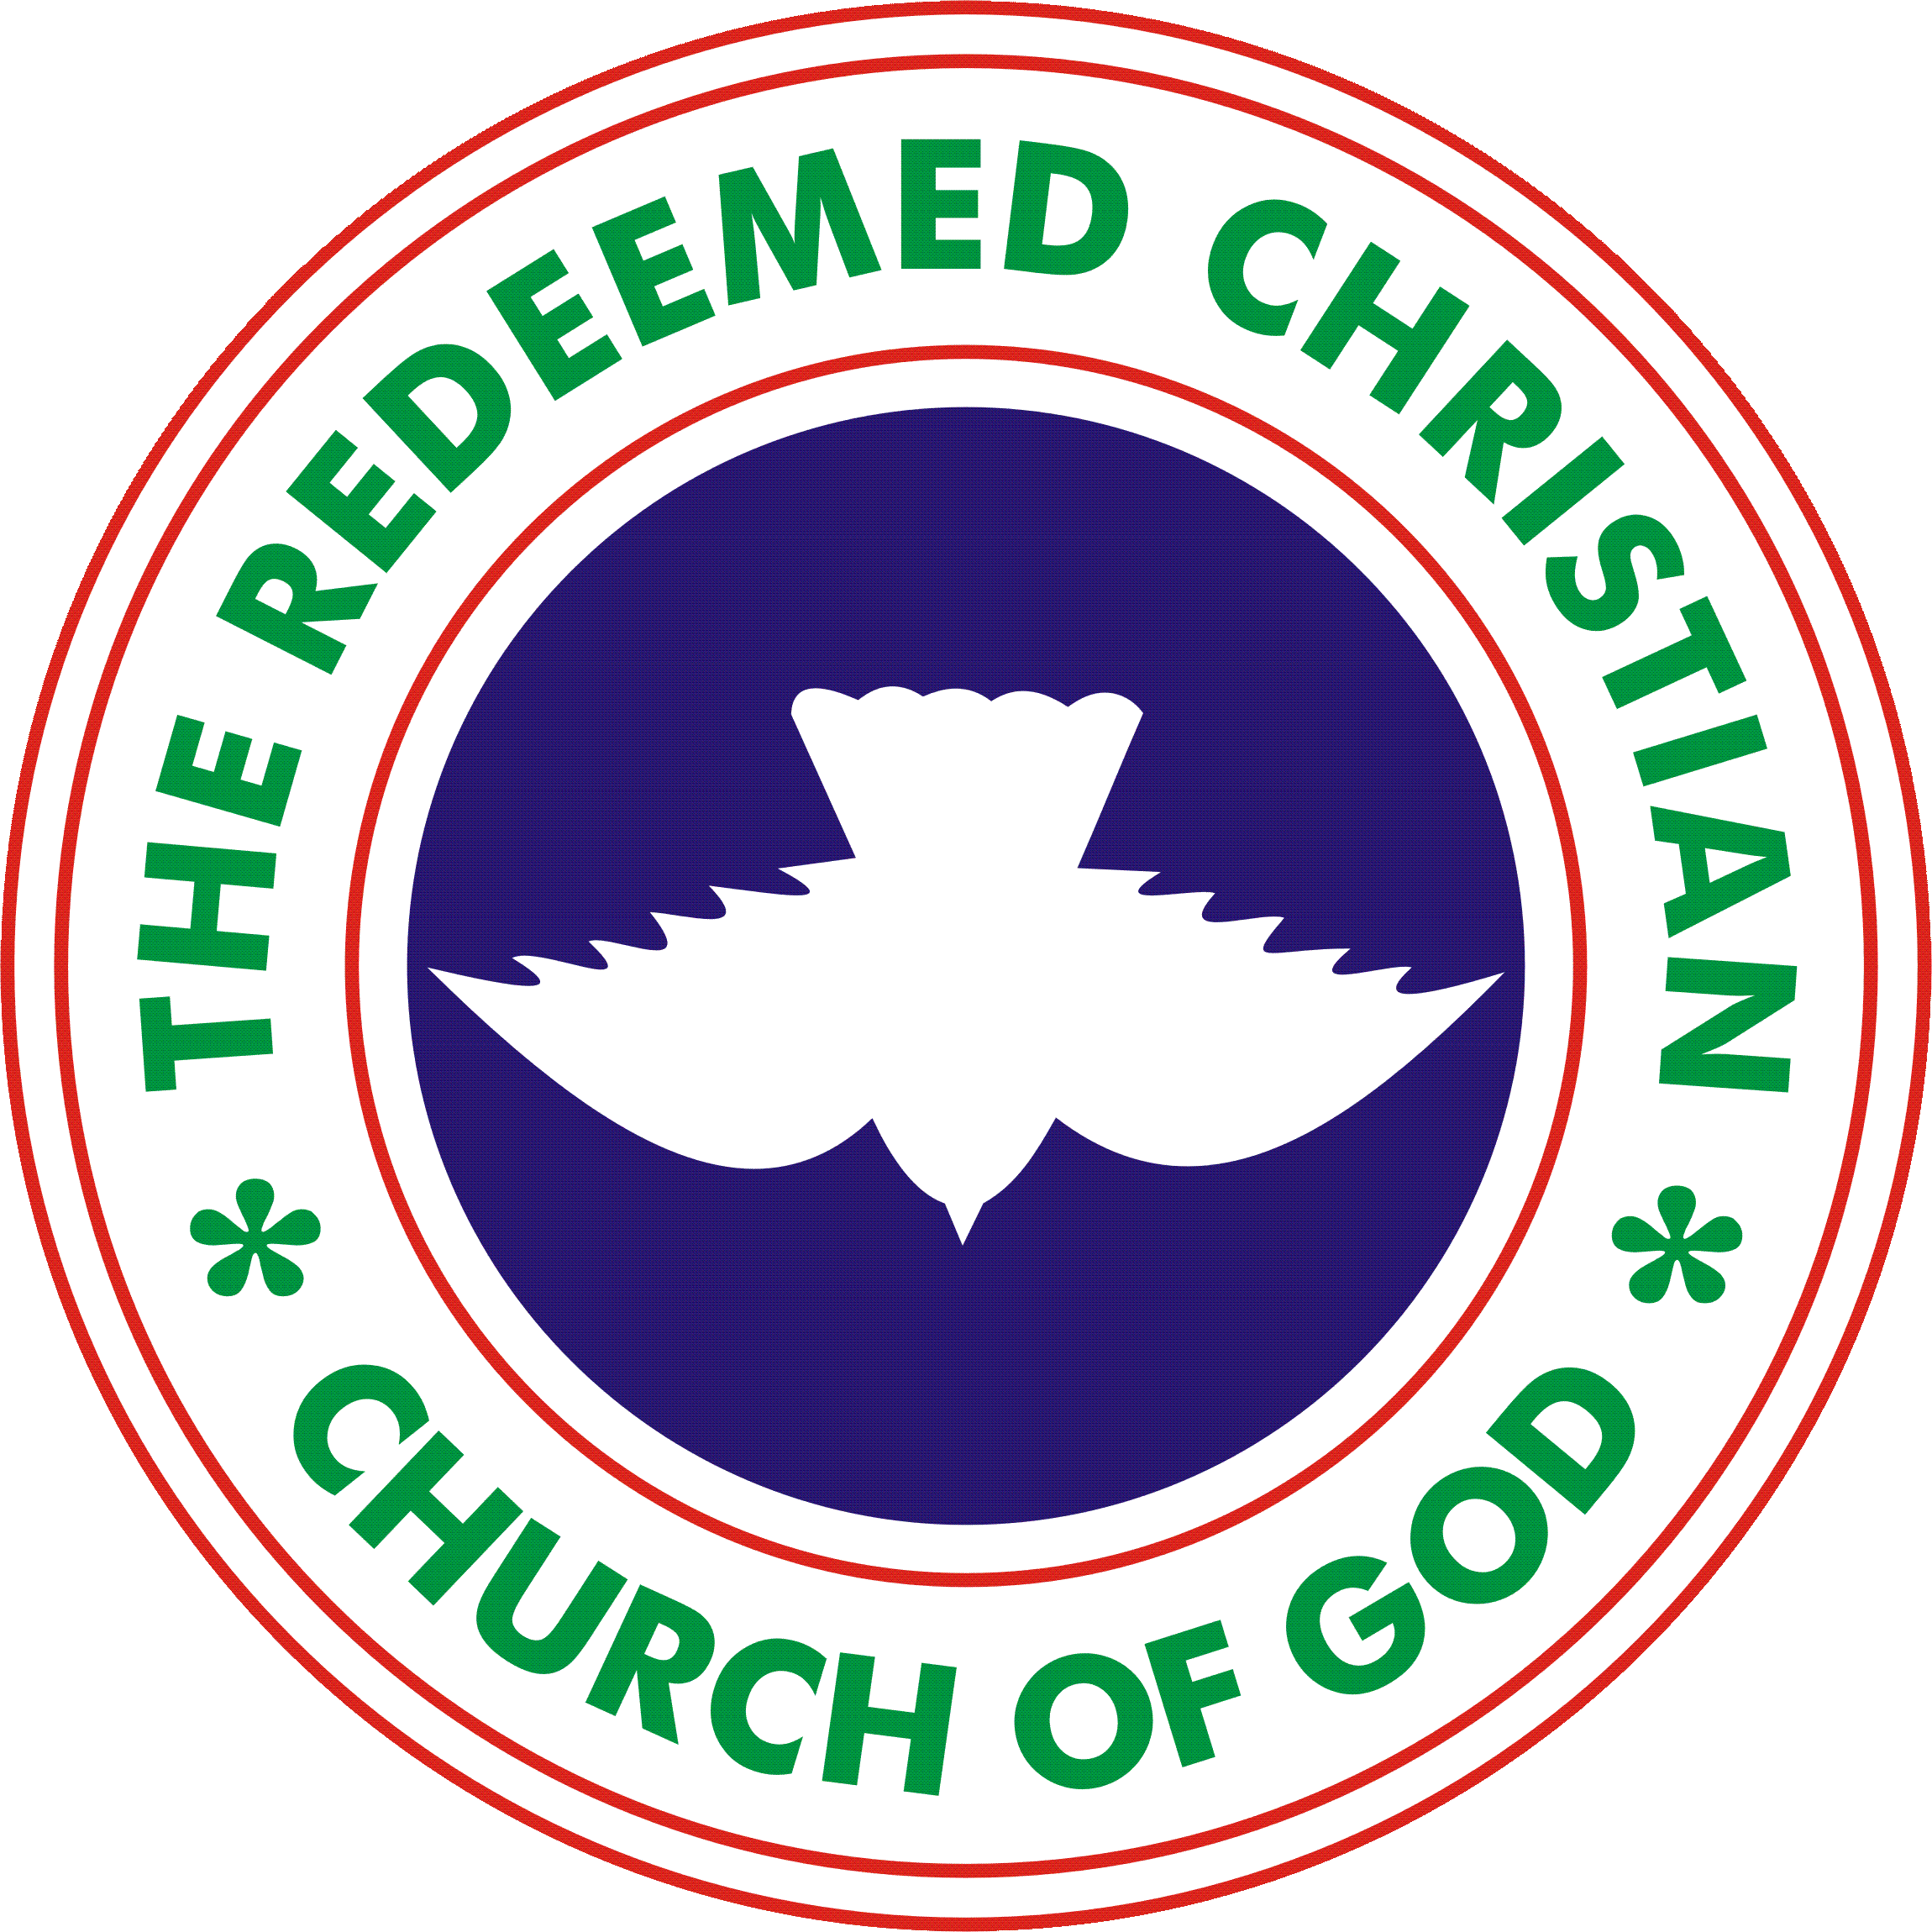 THE REDEEMED CHRISTIAN
* CHURCH OF GOD *